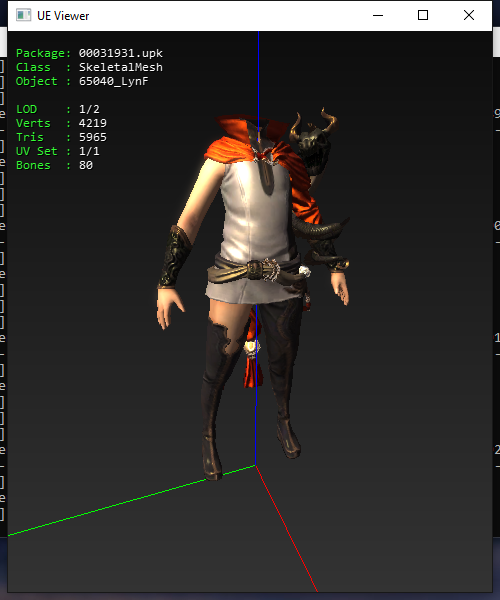 UE Viewer
Package: 00031931.upk
Class  : SkeletalMesh
Object : 65040_LynF
LOD    : 1/2
Verts  : 4219
Tris   : 5965
UV Set : 1/1
Bones  : 80